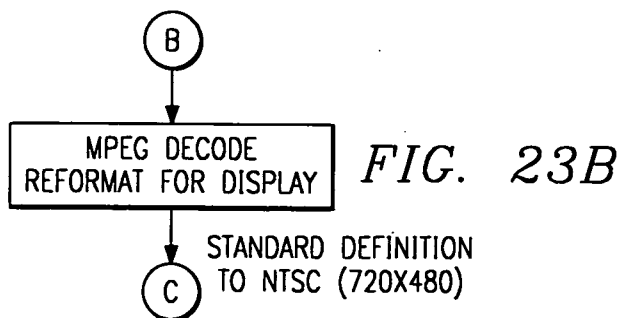 B
MPEG DECODE
REFORMAT FOR DISPLAY
FIG. 23B
STANDARD DEFINITION
TO NTSC (720X480)
C